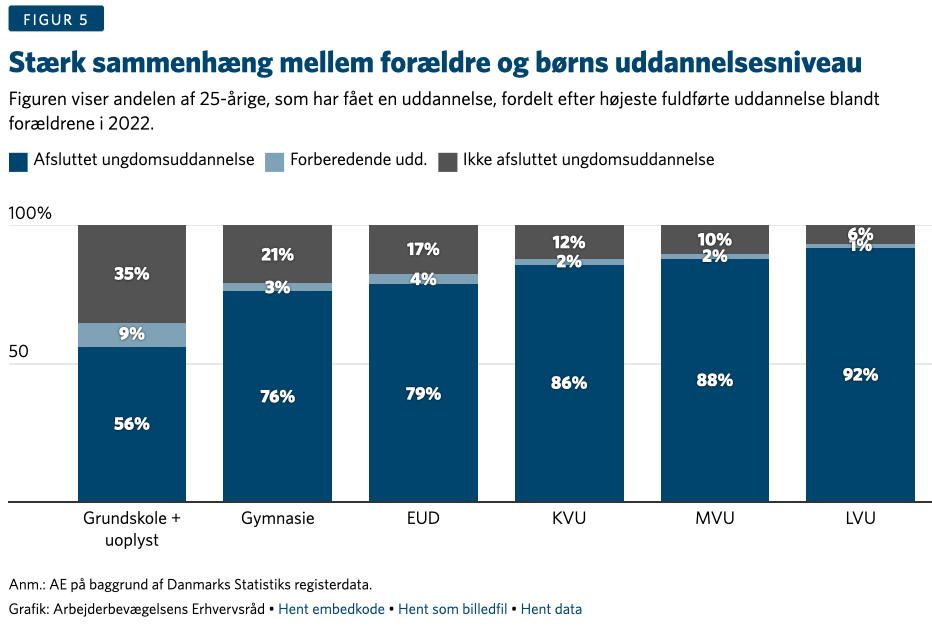 FIGUR 5
Stærk sammenhæng mellem forældre og børns uddannelsesniveau
Figuren viser andelen af 25-årige, som har fået en uddannelse, fordelt efter højeste fuldførte uddannelse blandt
forældrene i 2022.
Afsluttet ungdomsuddannelse Forberedende udd. Ikke afsluttet ungdomsuddannelse
100%
35% 21% 17% 12% 10% 6%
9% 3% 4% 2% 2% 1%
50
56% 76% 79% 86% 88% 92%
Grundskole + Gymnasie EUD KVU MVU LVU
uoplyst
Anm.: AE på baggrund af Danmarks Statistiks registerdata.
Grafik: Arbejderbevægelsens Erhvervsråd • Hent embedkode • Hent som billedfil • Hent data